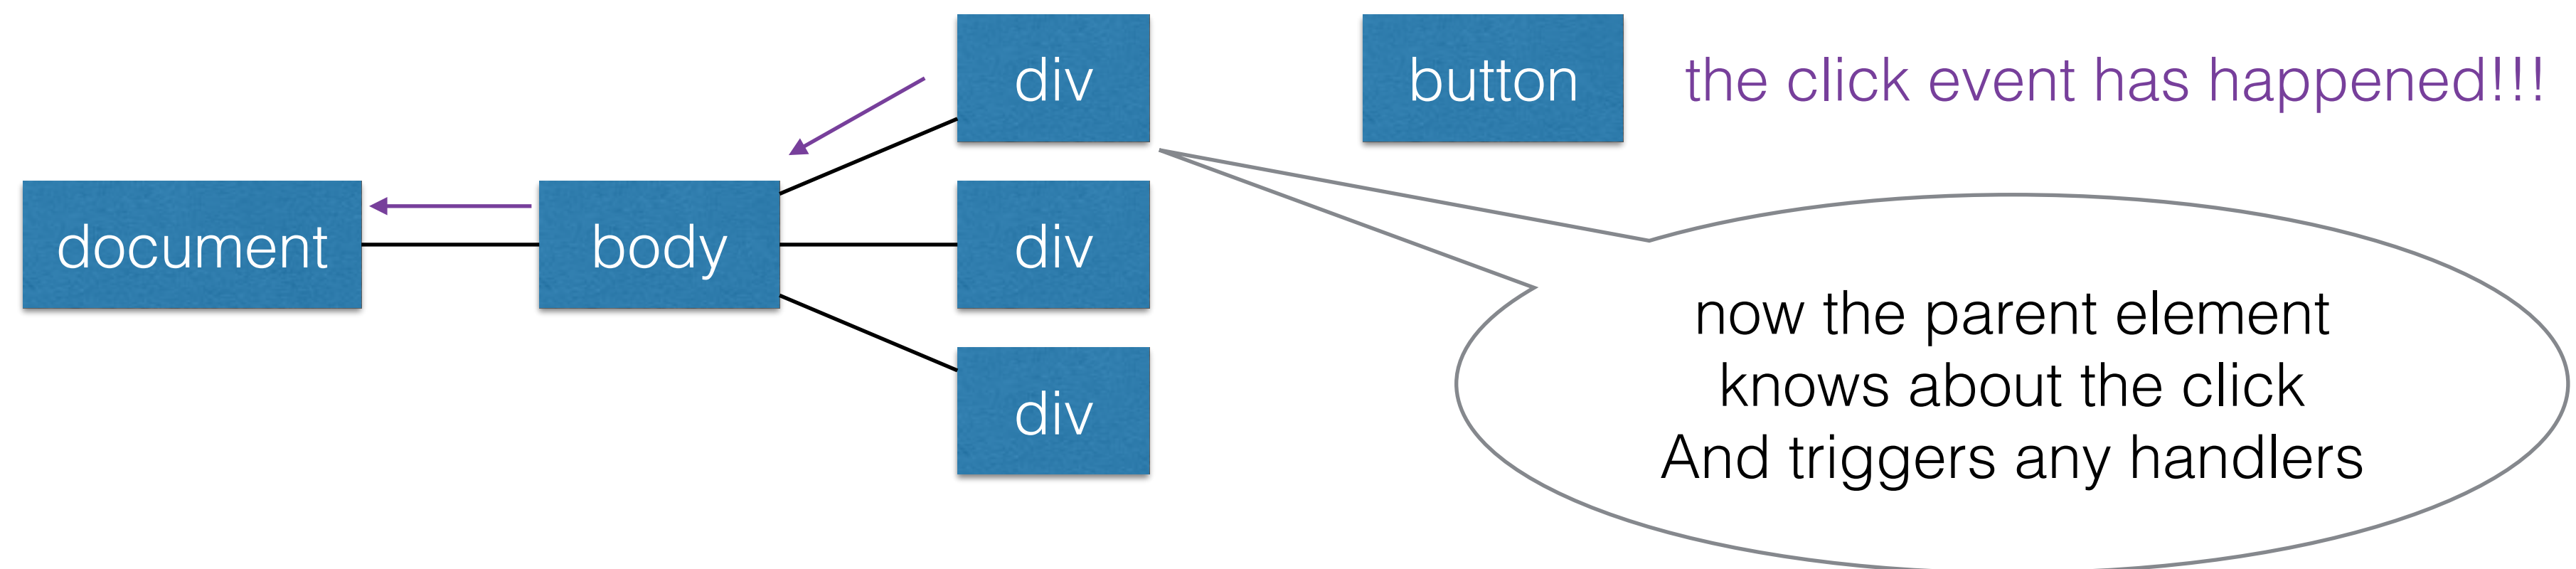 div
button
the click event has happened!!!
document
body
div
div
now the parent element
knows about the click
And triggers any handlers